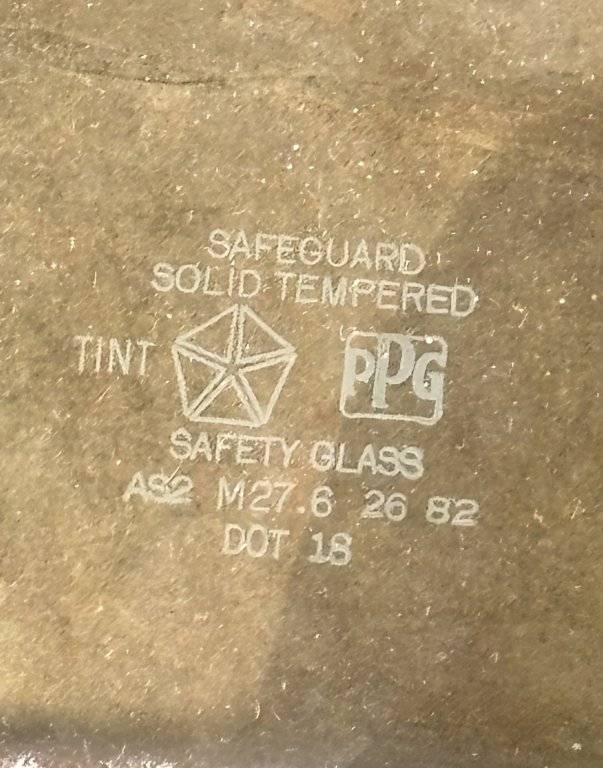 SAFEGUARD
SOLID TEMPERED
TINT PPG
SAFETY GLASS
AS2 M27.6 26 82
DOT 18